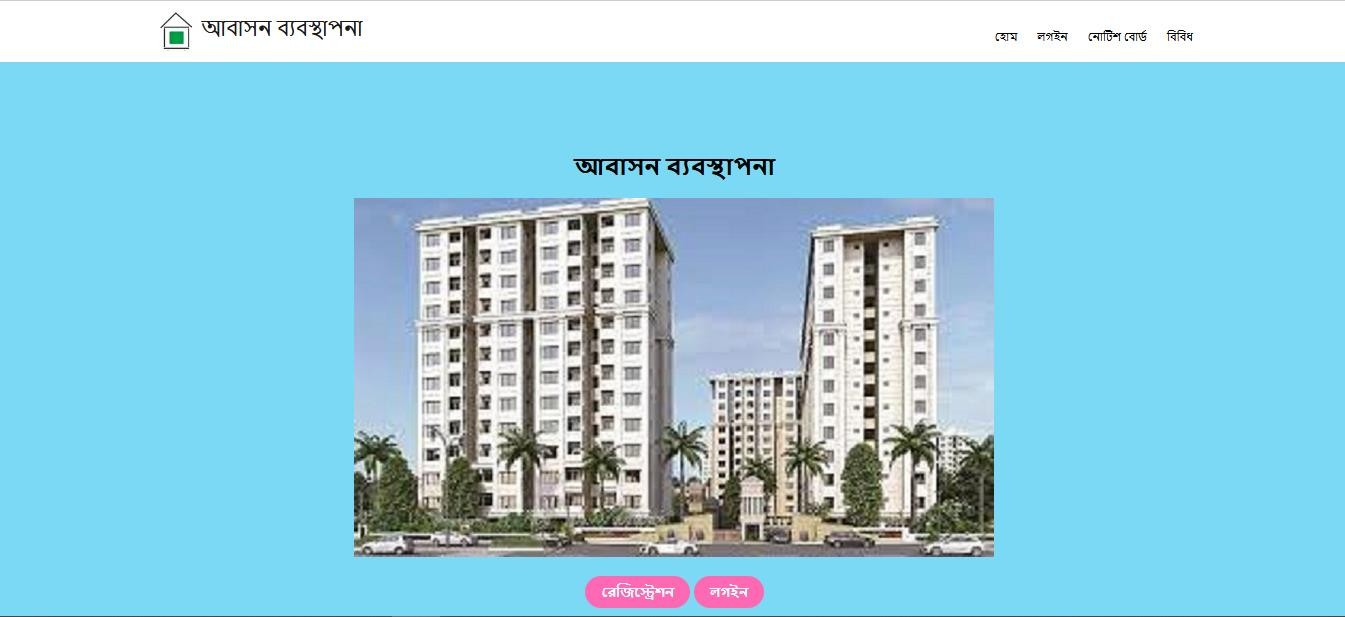 আবাসন ব্যবস্থাপনা
হোম লগইন নোটিশ বোর্ড বিবিধ
আবাসন ব্যবস্থাপনা
রেজিস্ট্রেশন লগইন